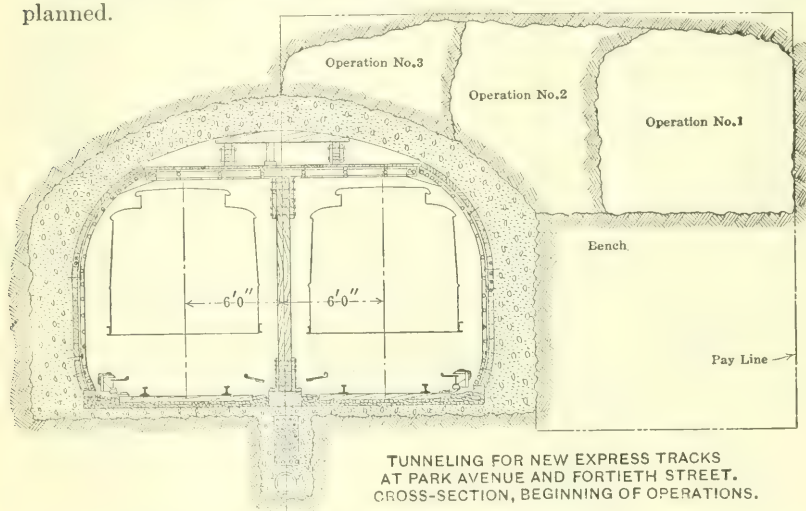 planned.
Operation No.3
Operation No.2
Operation No.1
Bench
6'0" 6'0"
Pay Line
TUNNELING FOR NEW EXPRESS TRACKS
AT PARK AVENUE AND FORTIETH STREET.
CROSS-SECTION, BEGINNING OF OPERATIONS.